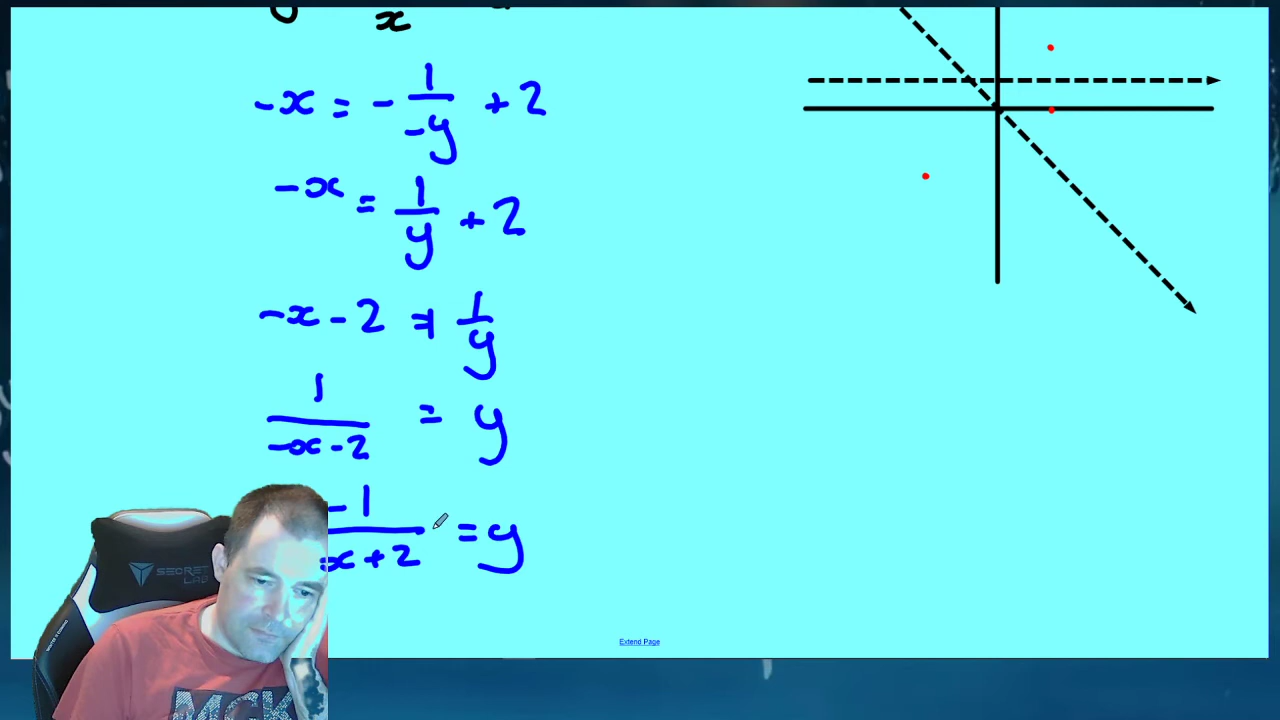 x
-x = - 1/-y + 2
-x = 1/y + 2
-x - 2 = 1/y
1/-x - 2 = y
-1/x + 2 = y
SECRET
LAB
Extend Page